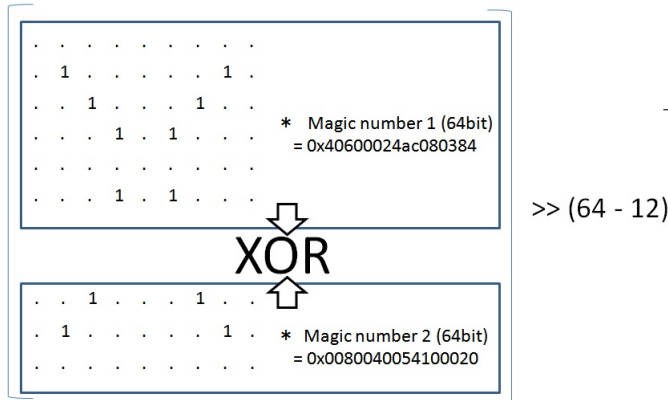 . . . . . . . . .
. 1 . . . . . 1 .
. . 1 . . . 1 . .
. . . 1 . 1 . . .
. . . . . . . . .
. . . 1 . 1 . . .
* Magic number 1 (64bit)
= 0x40600024ac080384
XOR
. . 1 . . . 1 . .
. 1 . . . . . 1 .
. . . . . . . . .
* Magic number 2 (64bit)
= 0x0080040054100020
>> (64 - 12)